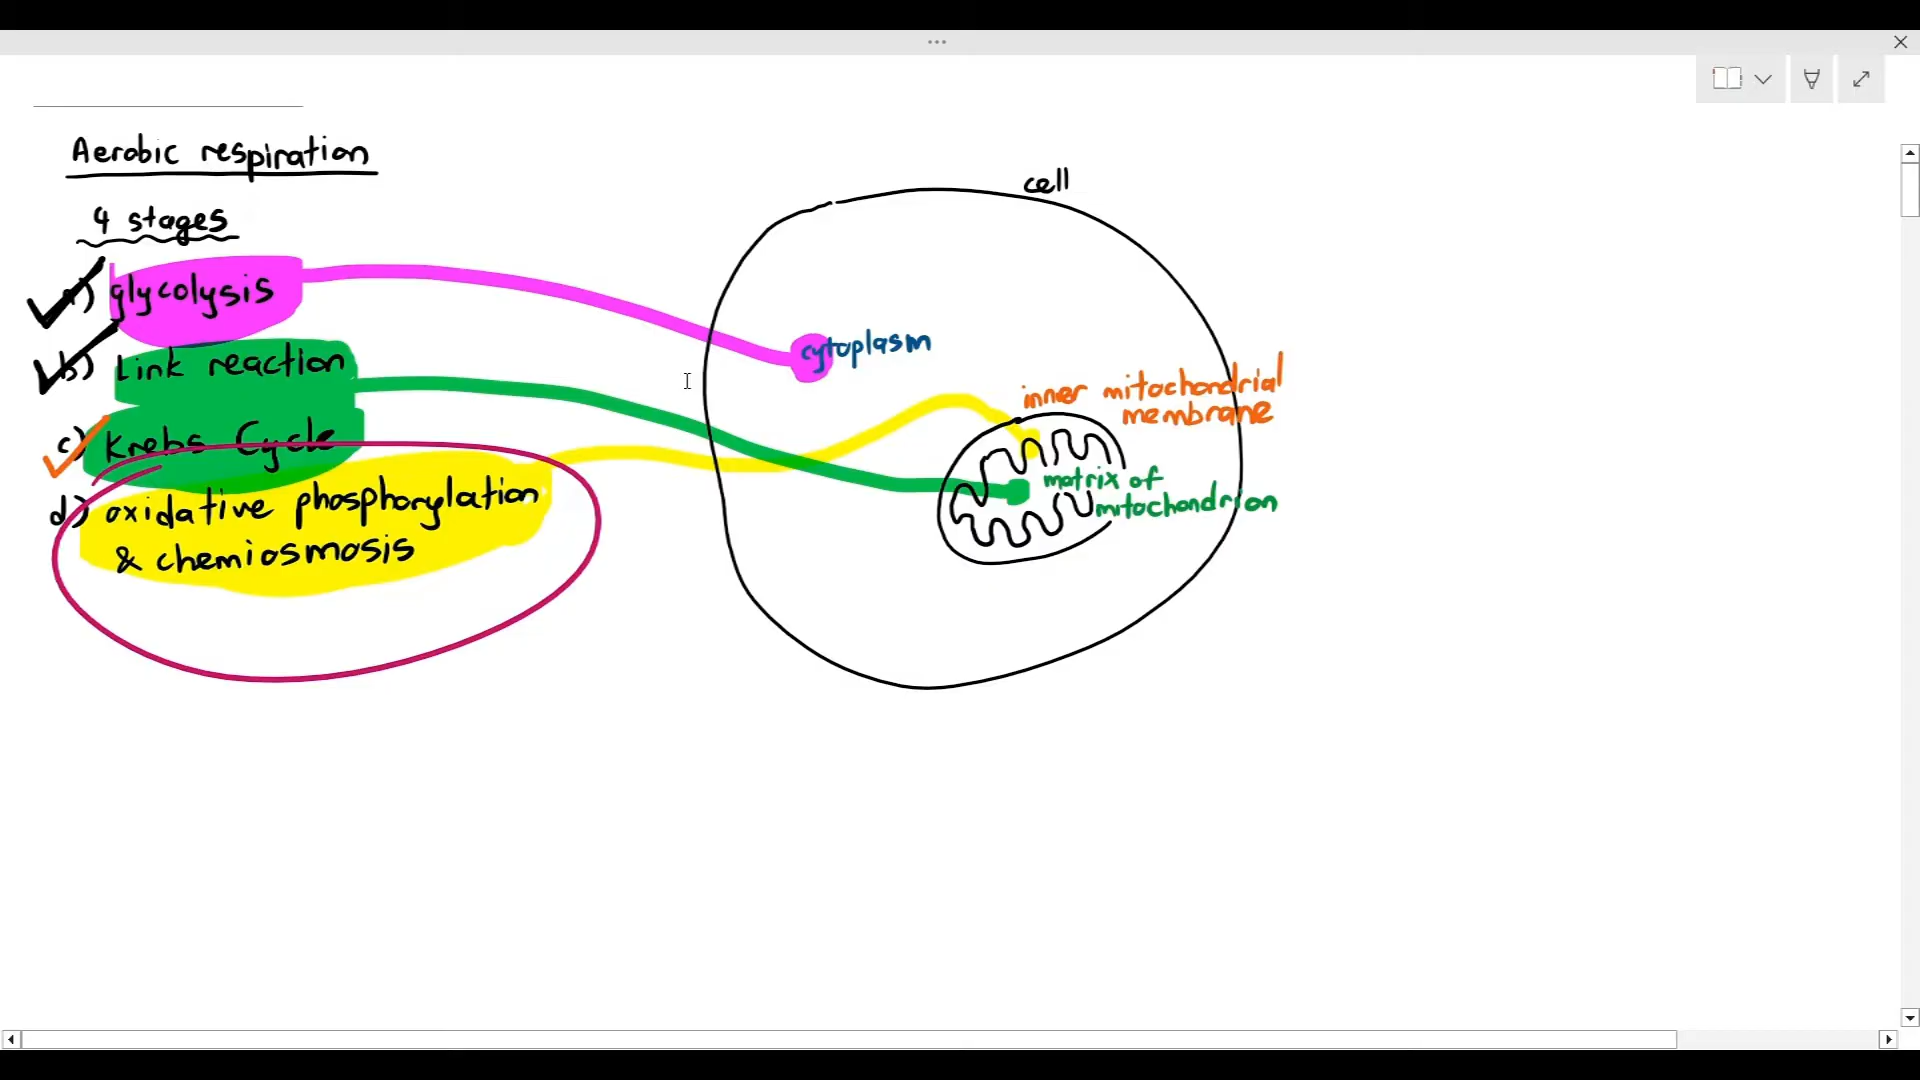 Aerobic respiration
4 stages
a) glycolysis
b) Link reaction
c) Krebs Cycle
d) oxidative phosphorylation
& chemiosmosis
cell
cytoplasm
inner mitochondrial
membrane
matrix of
mitochondrion